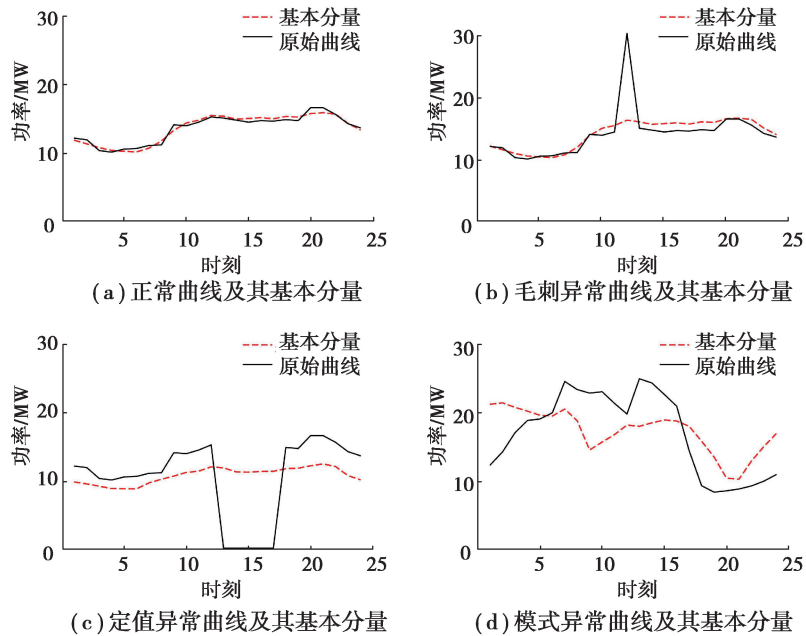 基本分量
原始曲线
30
20
10
0
功率/MW
5 10 15 20 25
时刻
(a)正常曲线及其基本分量
基本分量
原始曲线
30
20
10
0
功率/MW
5 10 15 20 25
时刻
(b)毛刺异常曲线及其基本分量
基本分量
原始曲线
30
20
10
0
功率/MW
5 10 15 20 25
时刻
(c)定值异常曲线及其基本分量
基本分量
原始曲线
30
20
10
0
功率/MW
5 10 15 20 25
时刻
(d)模式异常曲线及其基本分量